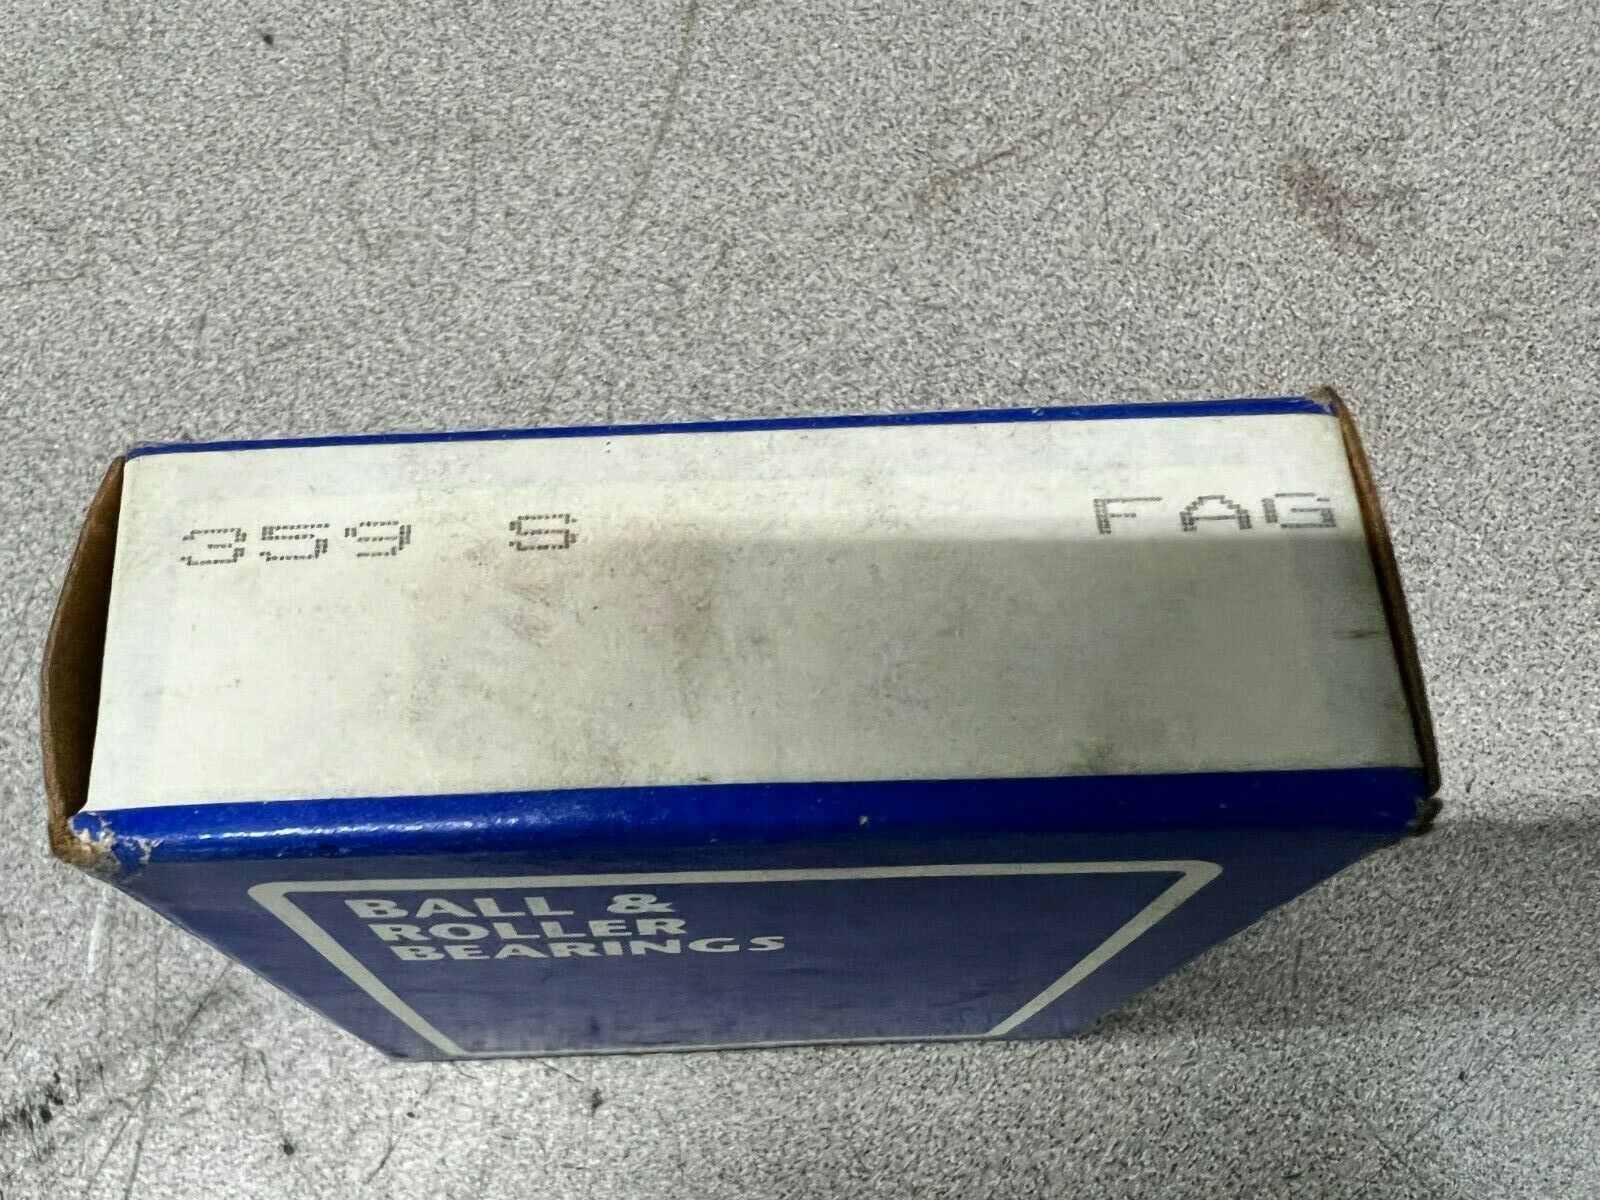 359 S FAG
BALL &
ROLLER
BEARINGS